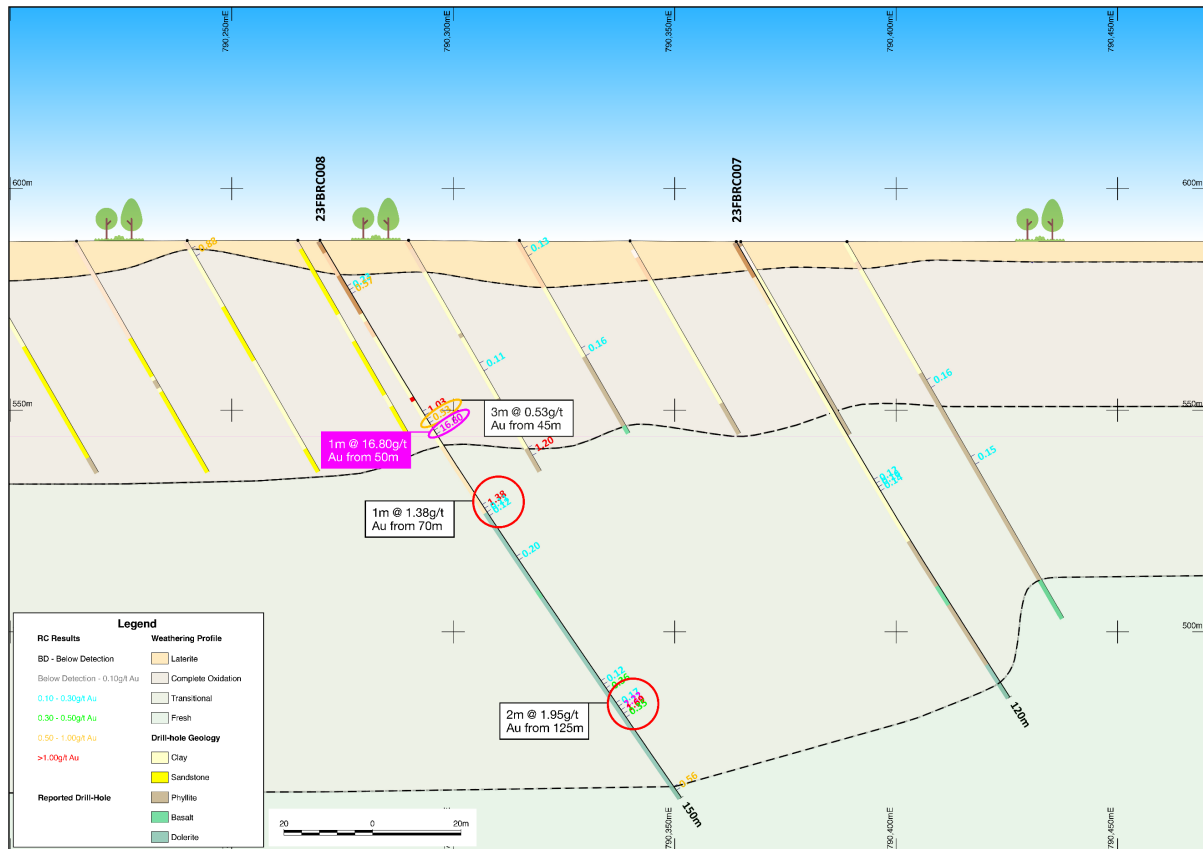 790.250mE
790.300mE
790.350mE
790.400mE
790.450mE
600m
600m
23FBRC008
23FBRC007
0.13
0.37
0.16
0.11
0.16
550m
550m
1.03
16.80
3m @ 0.53g/t
Au from 45m
1m @ 16.80g/t
Au from 50m
1.20
0.15
0.14
1.38
0.12
1m @ 1.38g/t
Au from 70m
0.20
500m
0.12
2m @ 1.95g/t
Au from 125m
0.56
120m
150m
790.350mE
790.400mE
790.450mE
Legend
RC Results
Weathering Profile
BD - Below Detection
Laterite
Below Detection - 0.10g/t Au
Complete Oxidation
0.10 - 0.30g/t Au
Transitional
0.30 - 0.50g/t Au
Fresh
Drill-hole Geology
0.50 - 1.00g/t Au
Clay
>1.00g/t Au
Sandstone
Reported Drill-Hole
Phyllite
Basalt
Dolerite
20
0
20m